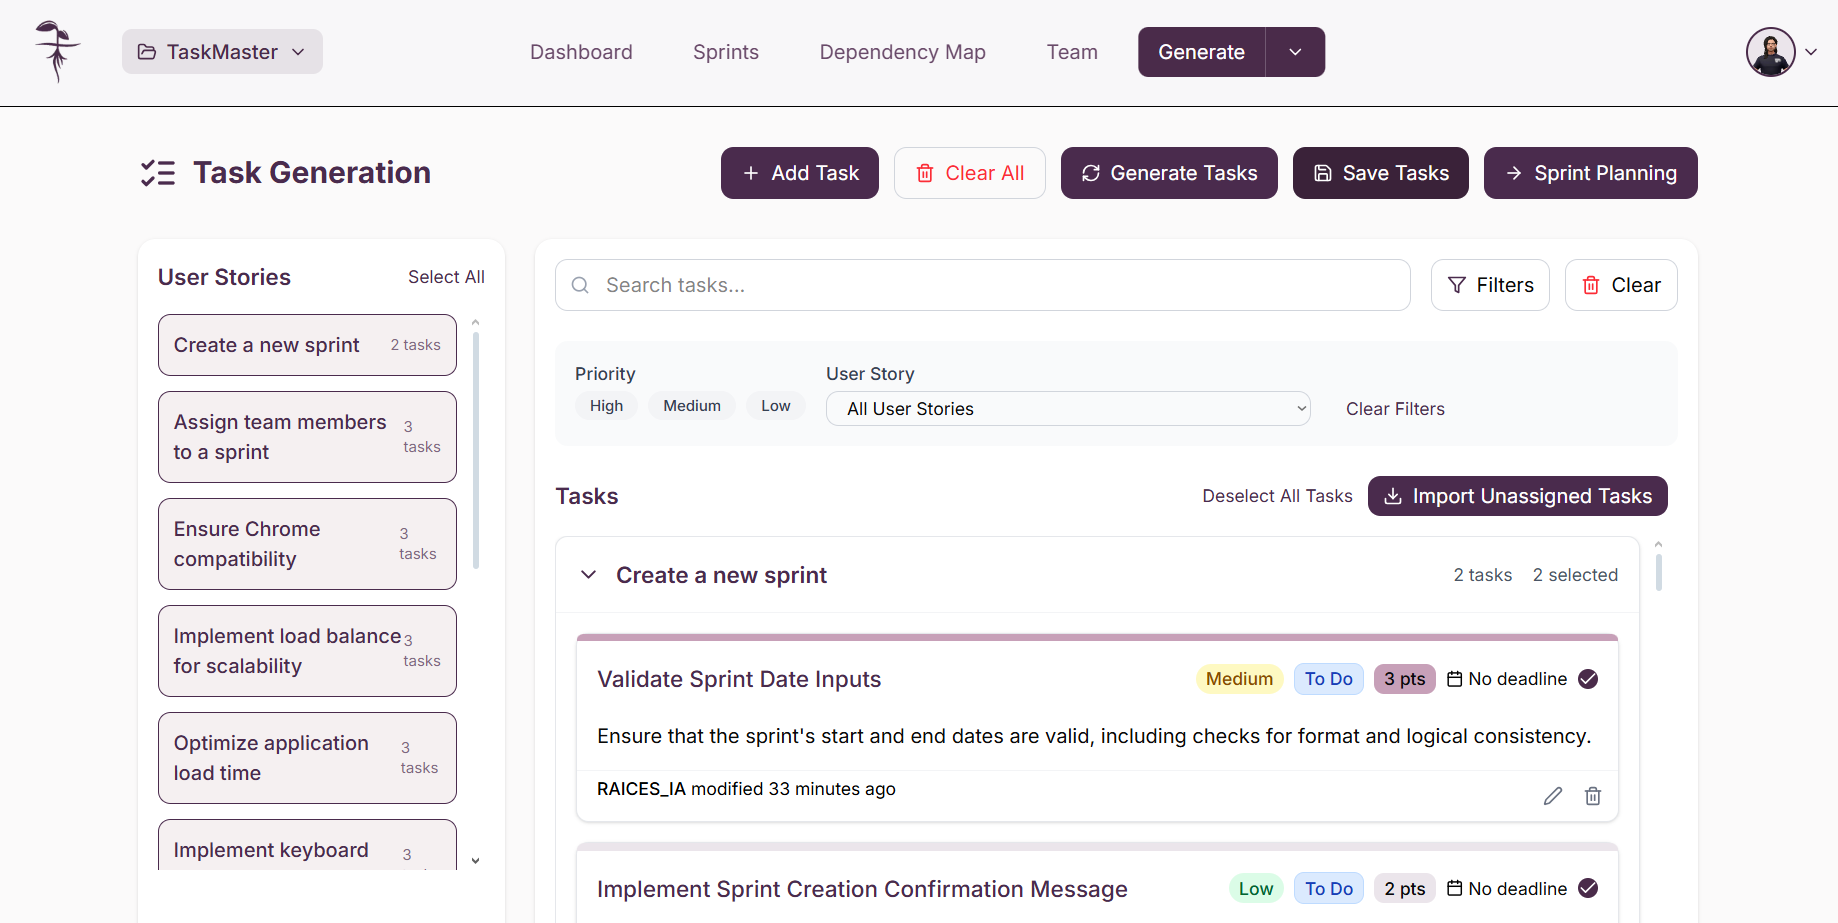 TaskMaster
Dashboard
Sprints
Dependency Map
Team
Generate
Task Generation
Add Task
Clear All
Generate Tasks
Save Tasks
Sprint Planning
User Stories
Select All
Create a new sprint
2 tasks
Assign team members
to a sprint
3
tasks
Ensure Chrome
compatibility
3
tasks
Implement load balance
for scalability
3
tasks
Optimize application
load time
3
tasks
Implement keyboard
3
Search tasks...
Filters
Clear
Priority
High
Medium
Low
User Story
All User Stories
Clear Filters
Tasks
Deselect All Tasks
Import Unassigned Tasks
Create a new sprint
2 tasks
2 selected
Validate Sprint Date Inputs
Medium
To Do
3 pts
No deadline
Ensure that the sprint's start and end dates are valid, including checks for format and logical consistency.
RAICES_IA modified 33 minutes ago
Implement Sprint Creation Confirmation Message
Low
To Do
2 pts
No deadline